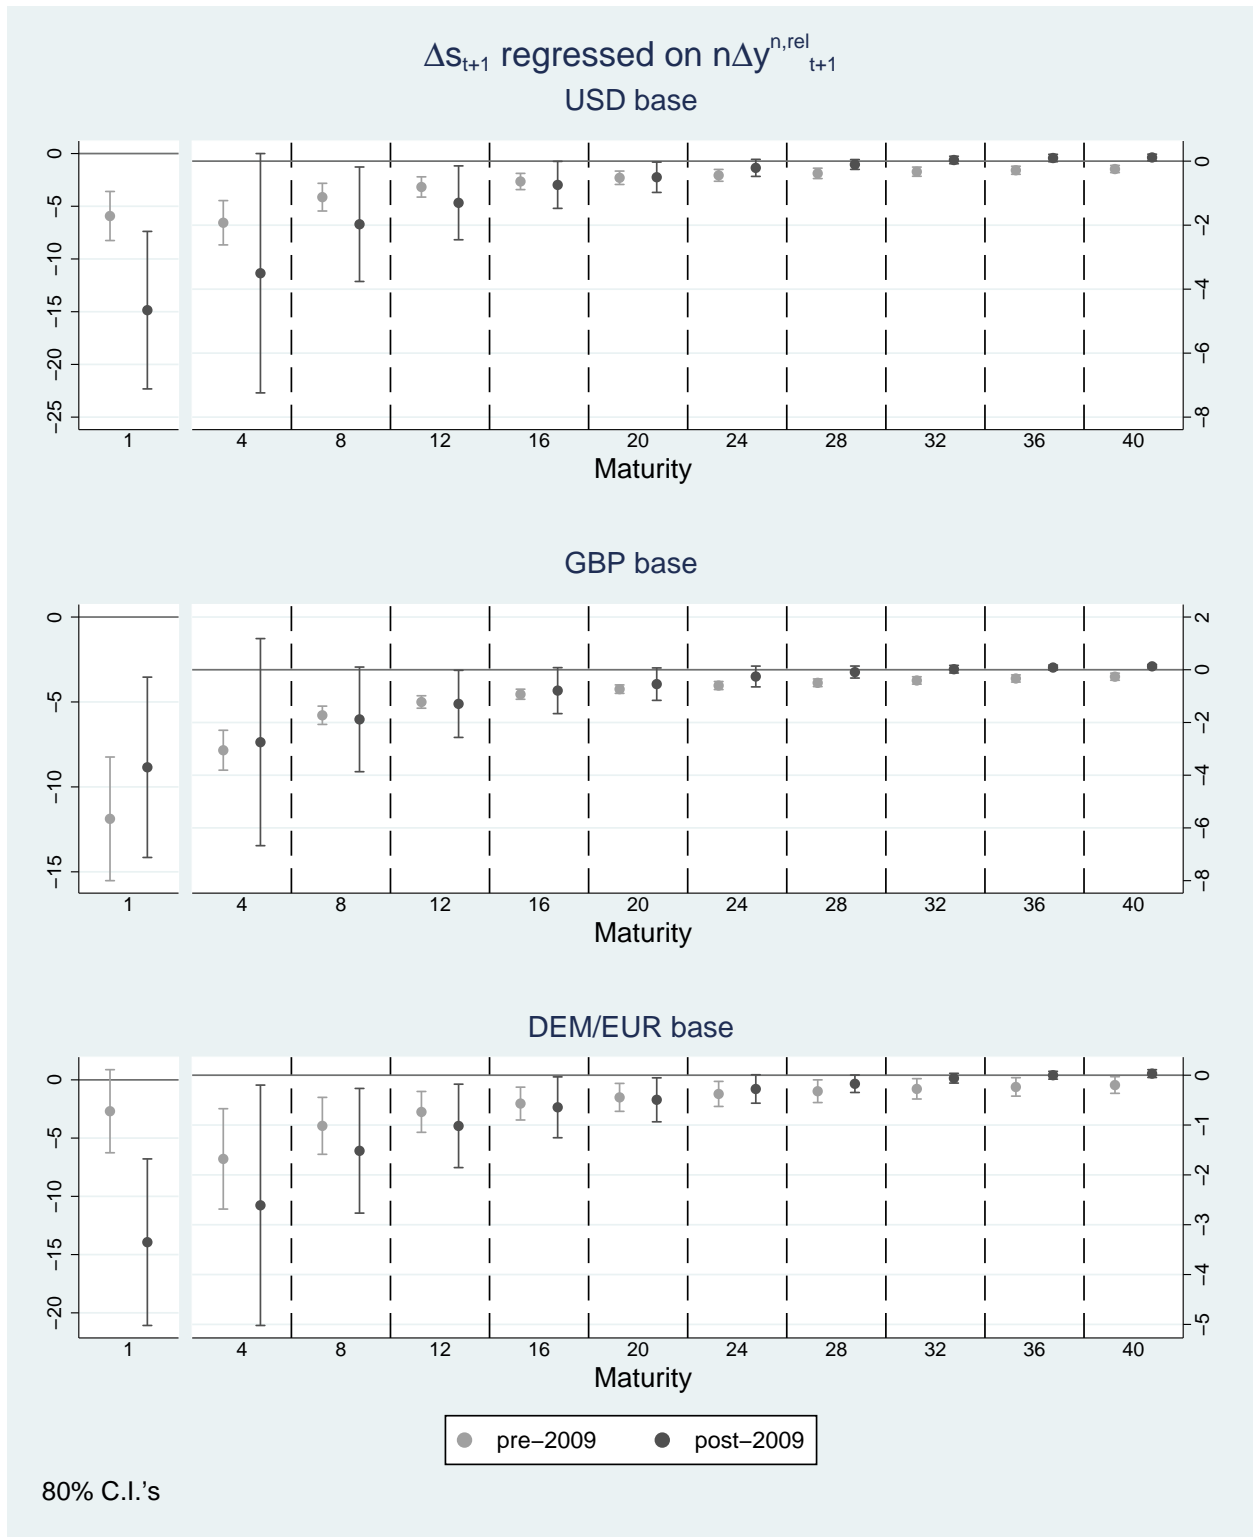 Δs_{t+1} regressed on nΔy^{n,rel}_{t+1}
USD base
0 −5 −10 −15 −20 −25
0 −2 −4 −6 −8
1 4 8 12 16 20 24 28 32 36 40
Maturity
GBP base
0 −5 −10 −15
2 0 −2 −4 −6 −8
1 4 8 12 16 20 24 28 32 36 40
Maturity
DEM/EUR base
0 −5 −10 −15 −20
0 −1 −2 −3 −4 −5
1 4 8 12 16 20 24 28 32 36 40
Maturity
pre−2009 post−2009
80% C.I.'s